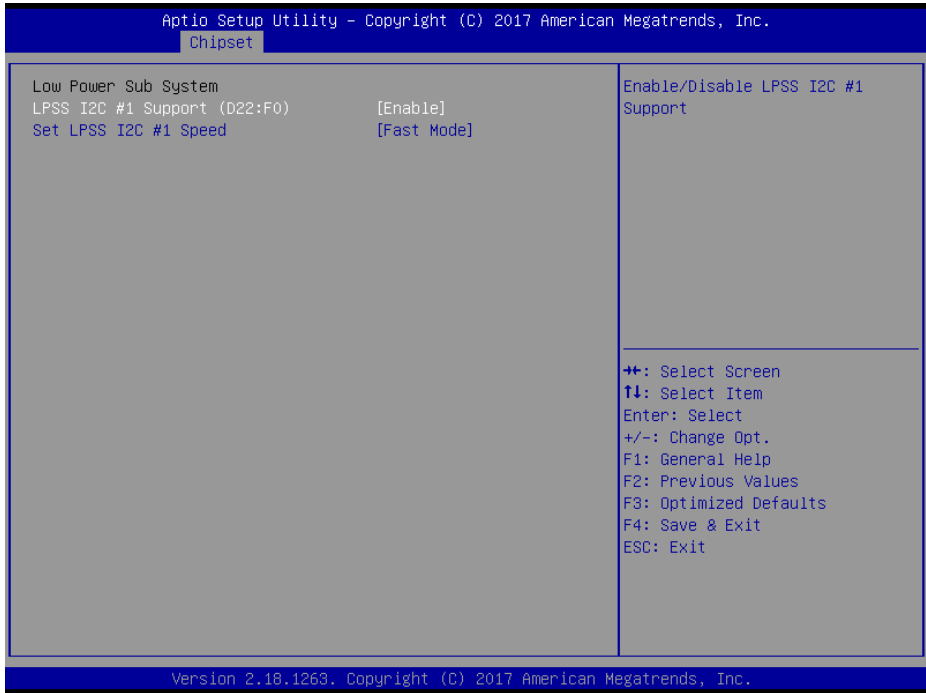 Aptio Setup Utility – Copyright (C) 2017 American Megatrends, Inc.
Chipset
Low Power Sub System
LPSS I2C #1 Support (D22:F0) [Enable]
Set LPSS I2C #1 Speed [Fast Mode]
Enable/Disable LPSS I2C #1
Support
→←: Select Screen
↑↓: Select Item
Enter: Select
+/-: Change Opt.
F1: General Help
F2: Previous Values
F3: Optimized Defaults
F4: Save & Exit
ESC: Exit
Version 2.18.1263. Copyright (C) 2017 American Megatrends, Inc.